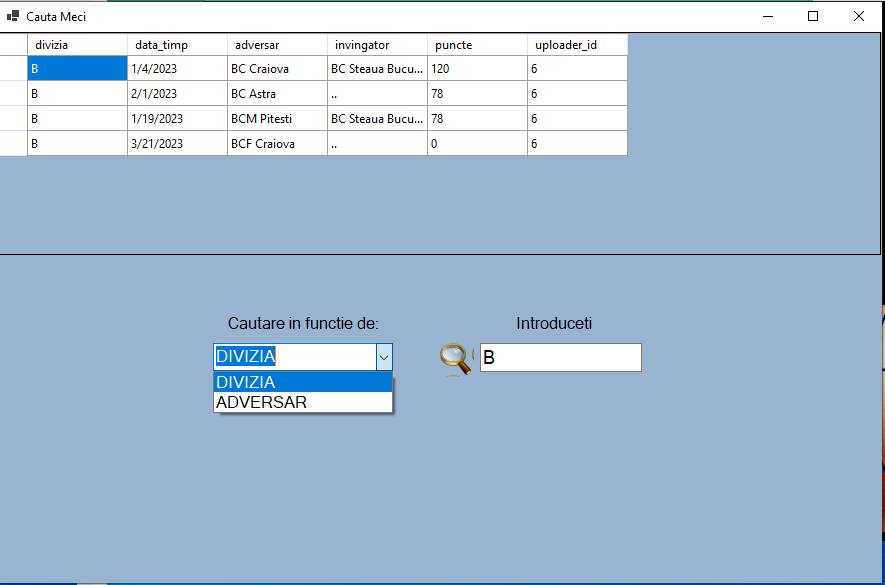 Cauta Meci
divizia data_timp adversar invingator puncte uploader_id
B 1/4/2023 BC Craiova BC Steaua Bucu... 120 6
B 2/1/2023 BC Astra .. 78 6
B 1/19/2023 BCM Pitesti BC Steaua Bucu... 78 6
B 3/21/2023 BCF Craiova .. 0 6
Cautare in functie de: Introduceti
DIVIZIA B
DIVIZIA
ADVERSAR